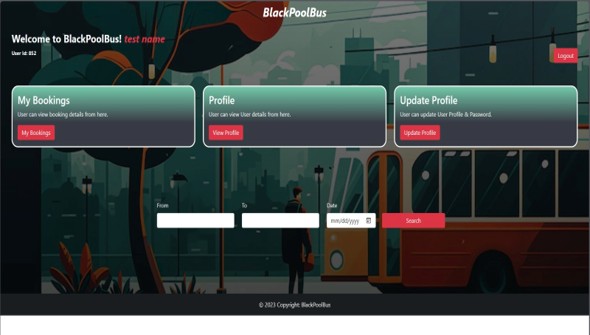 BlackPoolBus
Welcome to BlackPoolBus! test name
User Id: 852
Logout
My Bookings
User can view booking details from here.
My Bookings
Profile
User can view User details from here.
View Profile
Update Profile
User can update User Profile & Password.
Update Profile
From
To
Date
mm/dd/yyyy
Search
© 2023 Copyright: BlackPoolBus